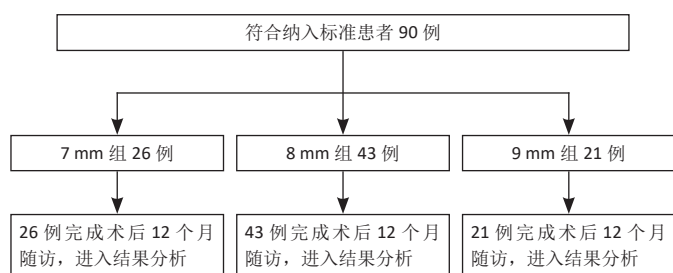 符合纳入标准患者 90 例
7 mm 组 26 例
8 mm 组 43 例
9 mm 组 21 例
26 例完成术后 12 个月
随访，进入结果分析
43 例完成术后 12 个月
随访，进入结果分析
21 例完成术后 12 个月
随访，进入结果分析